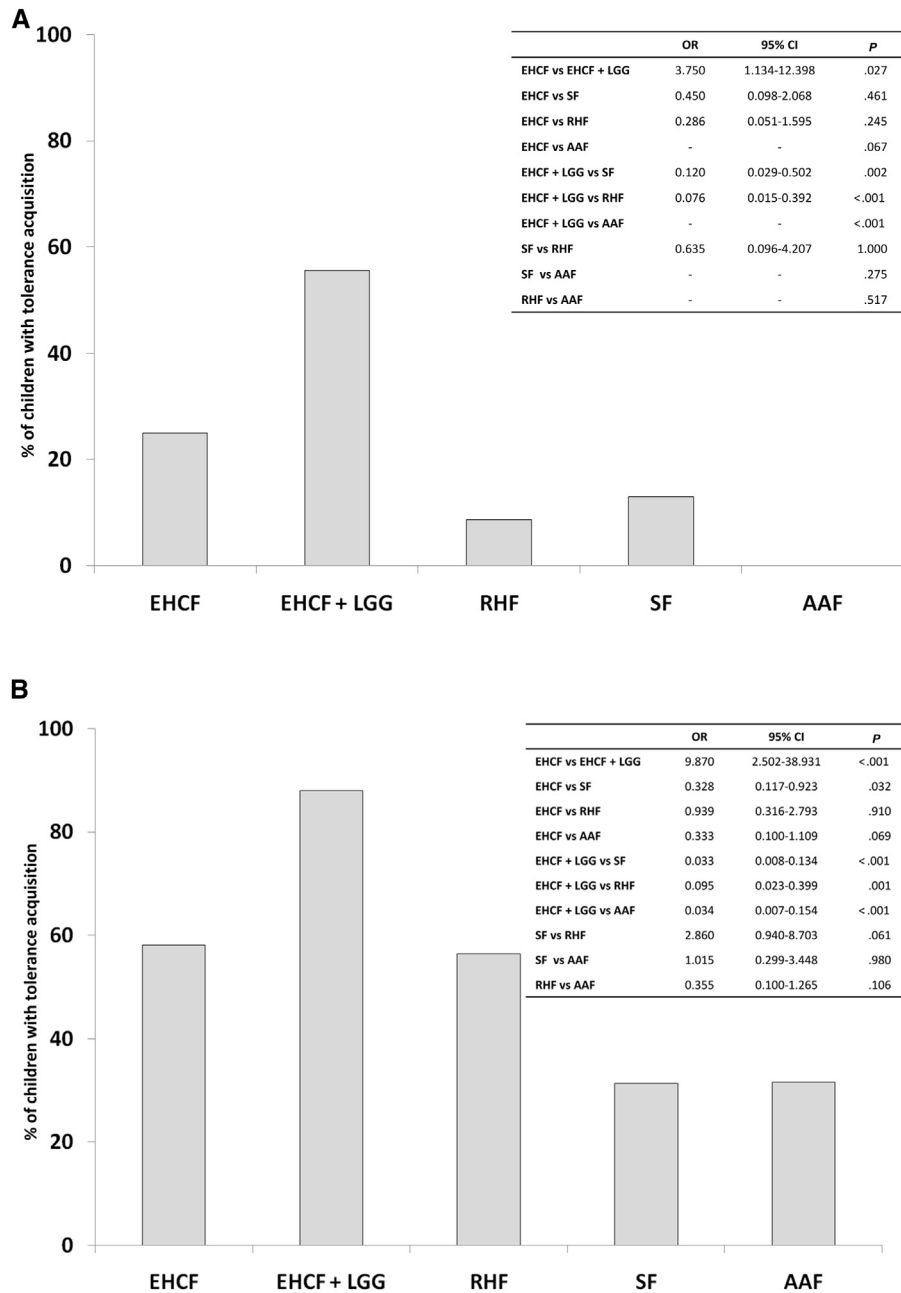 A
% of children with tolerance acquisition
100
80
60
40
20
0
EHCF EHCF + LGG RHF SF AAF
OR 95% CI P
EHCF vs EHCF + LGG 3.750 1.134-12.398 .027
EHCF vs SF 0.450 0.098-2.068 .461
EHCF vs RHF 0.286 0.051-1.595 .245
EHCF vs AAF - - .067
EHCF + LGG vs SF 0.120 0.029-0.502 .002
EHCF + LGG vs RHF 0.076 0.015-0.392 <.001
EHCF + LGG vs AAF - - <.001
SF vs RHF 0.635 0.096-4.207 1.000
SF vs AAF - - .275
RHF vs AAF - - .517
B
% of children with tolerance acquisition
100
80
60
40
20
0
EHCF EHCF + LGG RHF SF AAF
OR 95% CI P
EHCF vs EHCF + LGG 9.870 2.502-38.931 <.001
EHCF vs SF 0.328 0.117-0.923 .032
EHCF vs RHF 0.939 0.316-2.793 .910
EHCF vs AAF 0.333 0.100-1.109 .069
EHCF + LGG vs SF 0.033 0.008-0.134 <.001
EHCF + LGG vs RHF 0.095 0.023-0.399 .001
EHCF + LGG vs AAF 0.034 0.007-0.154 <.001
SF vs RHF 2.860 0.940-8.703 .061
SF vs AAF 1.015 0.299-3.448 .980
RHF vs AAF 0.355 0.100-1.265 .106